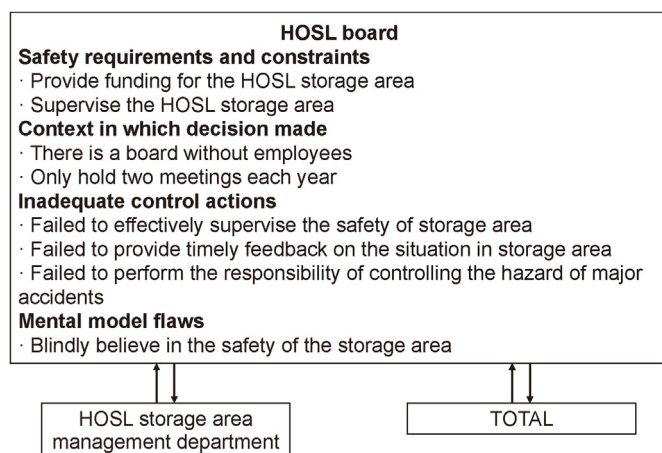 HOSL board
Safety requirements and constraints
· Provide funding for the HOSL storage area
· Supervise the HOSL storage area
Context in which decision made
· There is a board without employees
· Only hold two meetings each year
Inadequate control actions
· Failed to effectively supervise the safety of storage area
· Failed to provide timely feedback on the situation in storage area
· Failed to perform the responsibility of controlling the hazard of major
accidents
Mental model flaws
· Blindly believe in the safety of the storage area
HOSL storage area
management department
TOTAL